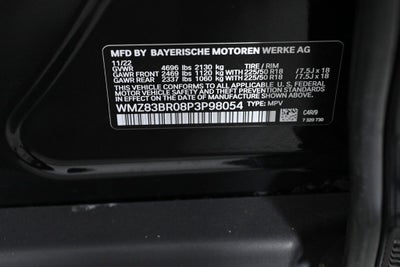 MFD BY BAYERISCHE MOTOREN WERKE AG
11/22 TIRE / RIM
GVWR 4696 lbs 2130 kg
GAWR FRONT 2469 lbs 1120 kg WITH 225/50 R18 / 7.5J x 18
GAWR REAR 2337 lbs 1060 kg WITH 225/50 R18 / 7.5J x 18
THIS VEHICLE CONFORMS TO ALL APPLICABLE U. S. FEDERAL
MOTOR VEHICLE SAFETY AND THEFT PREVENTION STANDARDS
IN EFFECT ON THE DATE OF MANUFACTURE SHOWN ABOVE.
WMZ83BR08P3P98054 TYPE: MPV
C4R/9
7 320 730